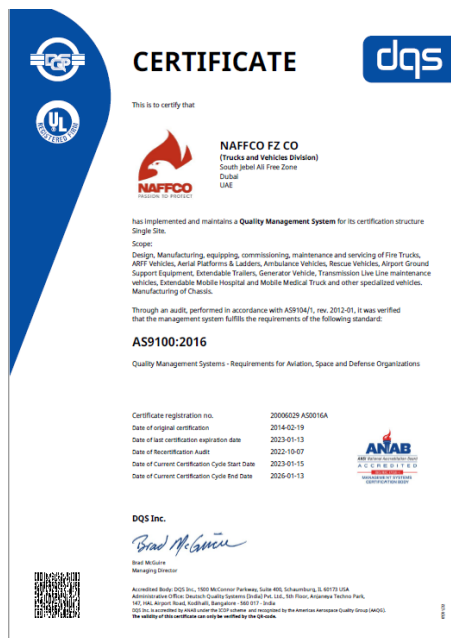 DQS
CERTIFICATE
dqs
UL
REGISTERED FIRM
This is to certify that
NAFFCO
PASSION TO PROTECT
NAFFCO FZ CO
(Trucks and Vehicles Division)
South Jebel Ali Free Zone
Dubai
UAE
has implemented and maintains a Quality Management System for its certification structure
Single Site.
Scope:
Design, Manufacturing, equipping, commissioning, maintenance and servicing of Fire Trucks,
ARFF Vehicles, Aerial Platforms & Ladders, Ambulance Vehicles, Rescue Vehicles, Airport Ground
Support Equipment, Extendable Trailers, Generator Vehicle, Transmission Live Line maintenance
vehicles, Extendable Mobile Hospital and Mobile Medical Truck and other specialized vehicles.
Manufacturing of Chassis.
Through an audit, performed in accordance with AS9104/1, rev. 2012-01, it was verified
that the management system fulfills the requirements of the following standard:
AS9100:2016
Quality Management Systems - Requirements for Aviation, Space and Defense Organizations
Certificate registration no. 20006029 AS0016A
Date of original certification 2014-02-19
Date of last certification expiration date 2023-01-13
Date of Recertification Audit 2022-10-07
Date of Current Certification Cycle Start Date 2023-01-15
Date of Current Certification Cycle End Date 2026-01-13
ANAB
ANSI National Accreditation Board
ACCREDITED
MANAGEMENT SYSTEMS
CERTIFICATION BODY
DQS Inc.
Brad McGuire
Brad McGuire
Managing Director
Accredited Body: DQS Inc., 1500 McConnor Parkway, Suite 400, Schaumburg, IL 60173 USA
Administrative Office: Deutsch Quality Systems (India) Pvt. Ltd., 5th Floor, Anjaneya Techno Park,
147, HAL Airport Road, Kodihalli, Bangalore - 560 017 - India
DQS Inc. is accredited by ANAB under the ICOP scheme and recognized by the Americas Aerospace Quality Group (AAQG).
The validity of this certificate can only be verified by the QR-code.